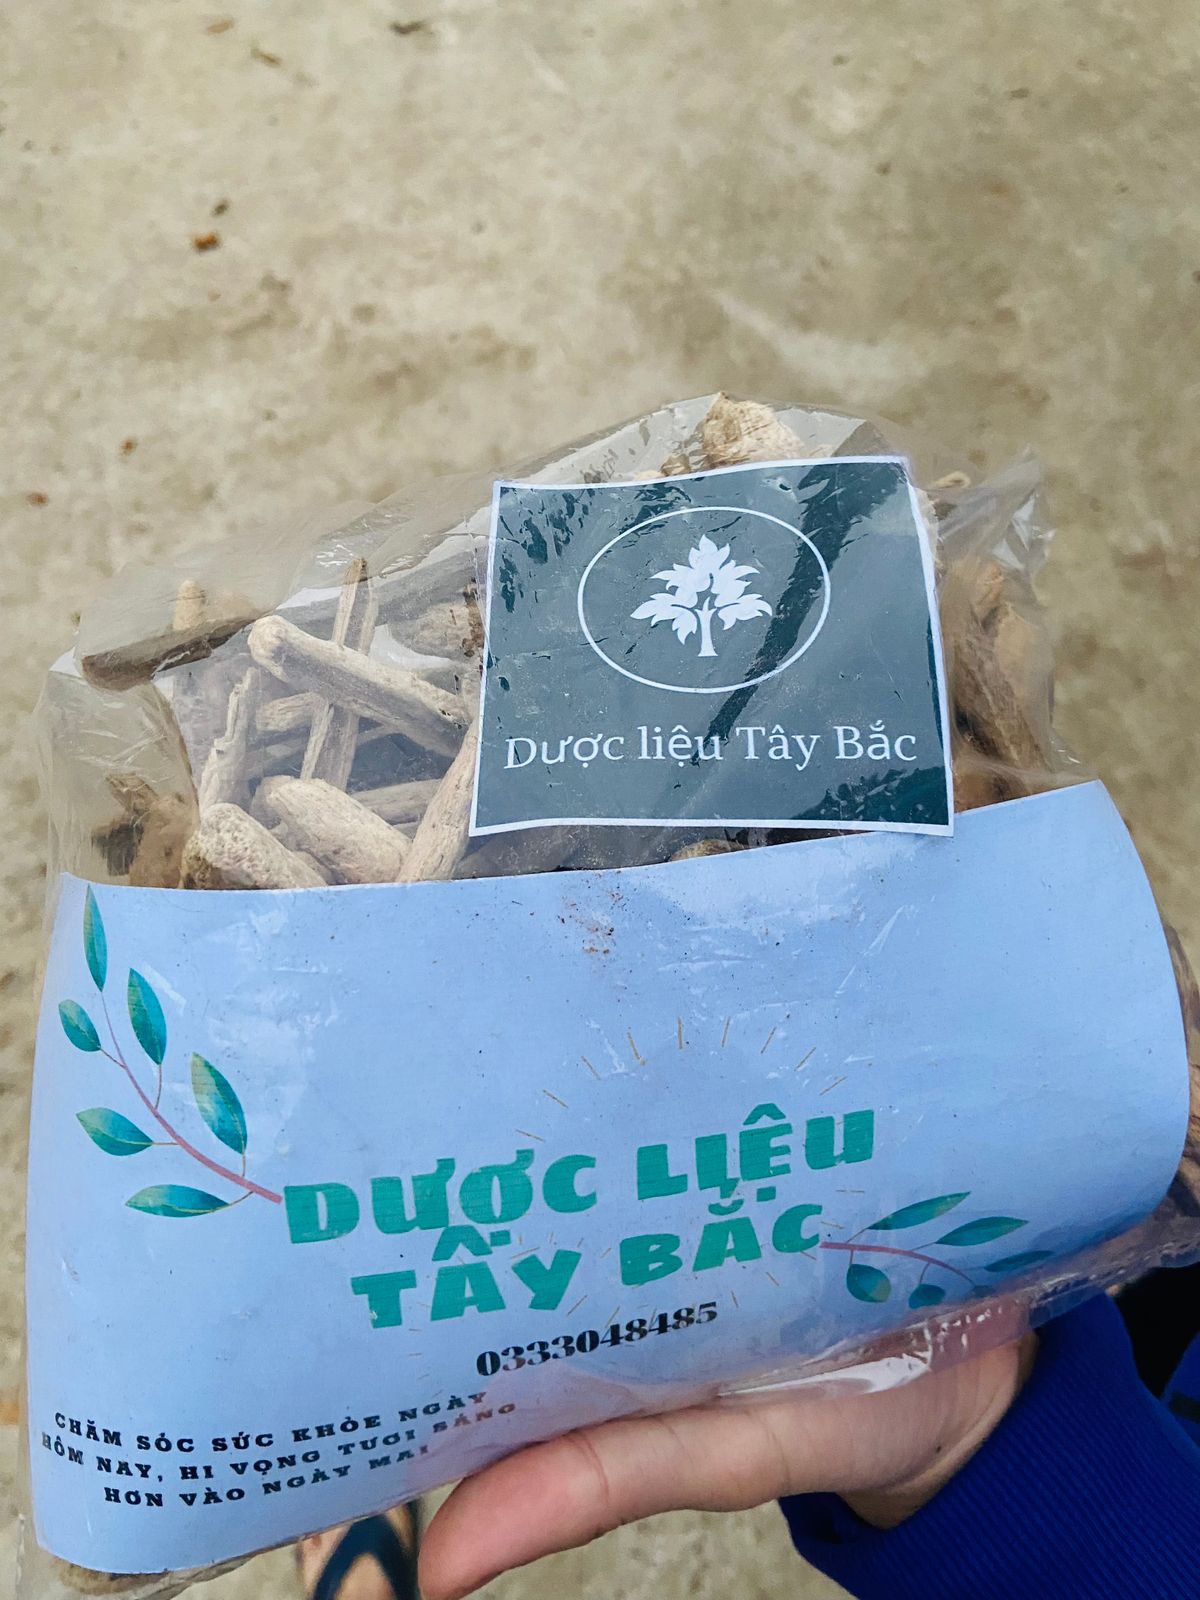 Dược liệu Tây Bắc
DƯỢC LIỆU
TÂY BẮC
0333048485
CHĂM SÓC SỨC KHỎE NGÀY
HÔM NAY, HI VỌNG TƯƠI SÁNG
HƠN VÀO NGÀY MAI